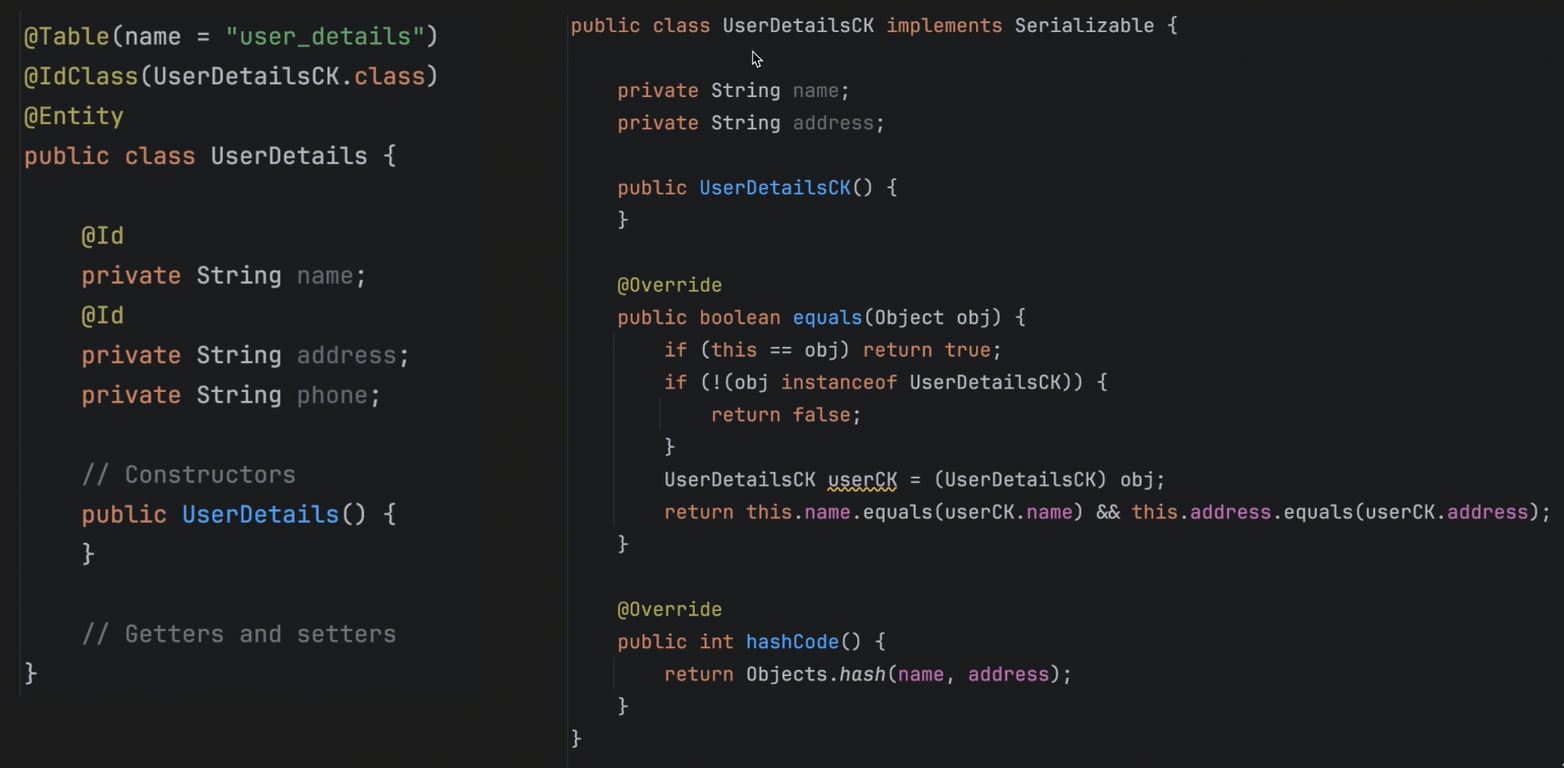 @Table(name = "user_details")
@IdClass(UserDetailsCK.class)
@Entity
public class UserDetails {
@Id
private String name;
@Id
private String address;
private String phone;
// Constructors
public UserDetails() {
}
// Getters and setters
}
public class UserDetailsCK implements Serializable {
private String name;
private String address;
public UserDetailsCK() {
}
@Override
public boolean equals(Object obj) {
if (this == obj) return true;
if (!(obj instanceof UserDetailsCK)) {
return false;
}
UserDetailsCK userCK = (UserDetailsCK) obj;
return this.name.equals(userCK.name) && this.address.equals(userCK.address);
}
@Override
public int hashCode() {
return Objects.hash(name, address);
}
}